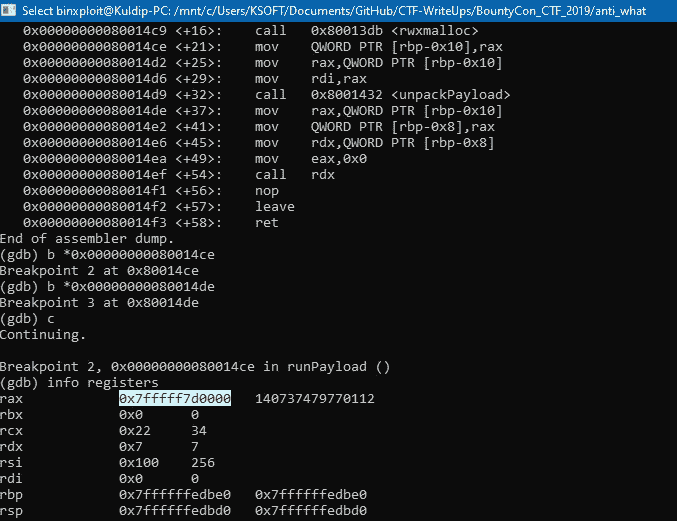 Select binxploit@Kuldip-PC: /mnt/c/Users/KSOFT/Documents/GitHub/CTF-WriteUps/BountyCon_CTF_2019/anti_what
0x00000000080014c9 <+16>: call 0x80013db <rwxmalloc>
0x00000000080014ce <+21>: mov QWORD PTR [rbp-0x10],rax
0x00000000080014d2 <+25>: mov rax,QWORD PTR [rbp-0x10]
0x00000000080014d6 <+29>: mov rdi,rax
0x00000000080014d9 <+32>: call 0x8001432 <unpackPayload>
0x00000000080014de <+37>: mov rax,QWORD PTR [rbp-0x10]
0x00000000080014e2 <+41>: mov QWORD PTR [rbp-0x8],rax
0x00000000080014e6 <+45>: mov rdx,QWORD PTR [rbp-0x8]
0x00000000080014ea <+49>: mov eax,0x0
0x00000000080014ef <+54>: call rdx
0x00000000080014f1 <+56>: nop
0x00000000080014f2 <+57>: leave
0x00000000080014f3 <+58>: ret
End of assembler dump.
(gdb) b *0x00000000080014ce
Breakpoint 2 at 0x80014ce
(gdb) b *0x00000000080014de
Breakpoint 3 at 0x80014de
(gdb) c
Continuing.
Breakpoint 2, 0x00000000080014ce in runPayload ()
(gdb) info registers
rax 0x7fffff7d0000 140737479770112
rbx 0x0 0
rcx 0x22 34
rdx 0x7 7
rsi 0x100 256
rdi 0x0 0
rbp 0x7ffffffedbe0 0x7ffffffedbe0
rsp 0x7ffffffedbd0 0x7ffffffedbd0